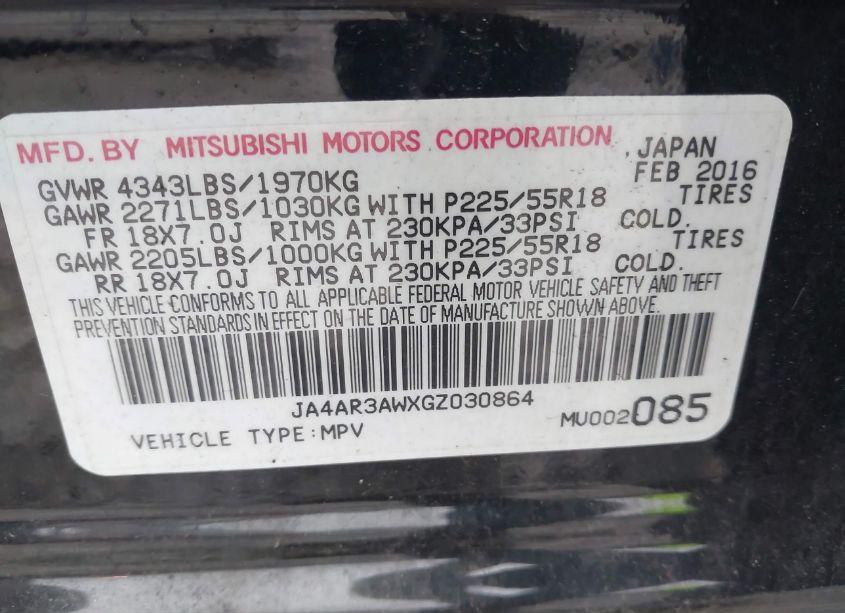 MFD. BY MITSUBISHI MOTORS CORPORATION , JAPAN
GVWR 4343LBS/1970KG FEB 2016
GAWR 2271LBS/1030KG WITH P225/55R18 TIRES
FR 18X7.0J RIMS AT 230KPA/33PSI COLD.
GAWR 2205LBS/1000KG WITH P225/55R18 TIRES
RR 18X7.0J RIMS AT 230KPA/33PSI COLD.
THIS VEHICLE CONFORMS TO ALL APPLICABLE FEDERAL MOTOR VEHICLE SAFETY AND THEFT
PREVENTION STANDARDS IN EFFECT ON THE DATE OF MANUFACTURE SHOWN ABOVE.
JA4AR3AWXGZ030864
VEHICLE TYPE:MPV MU002085